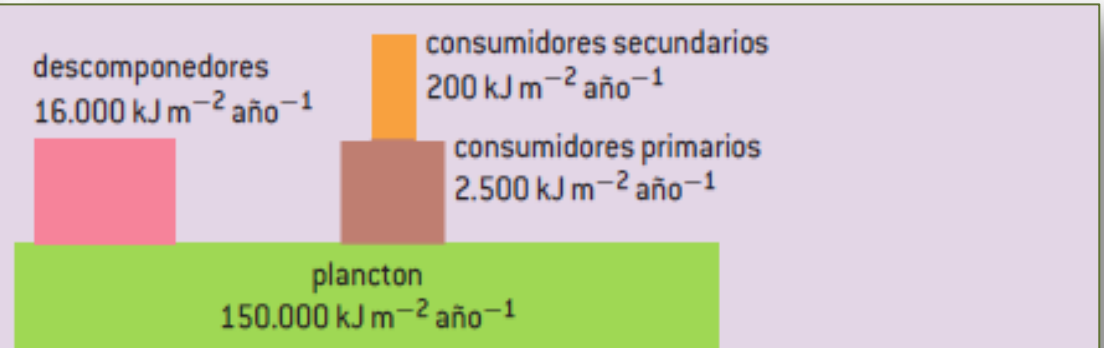 descomponedores
16.000 kJ m⁻² año⁻¹
consumidores secundarios
200 kJ m⁻² año⁻¹
consumidores primarios
2.500 kJ m⁻² año⁻¹
plancton
150.000 kJ m⁻² año⁻¹